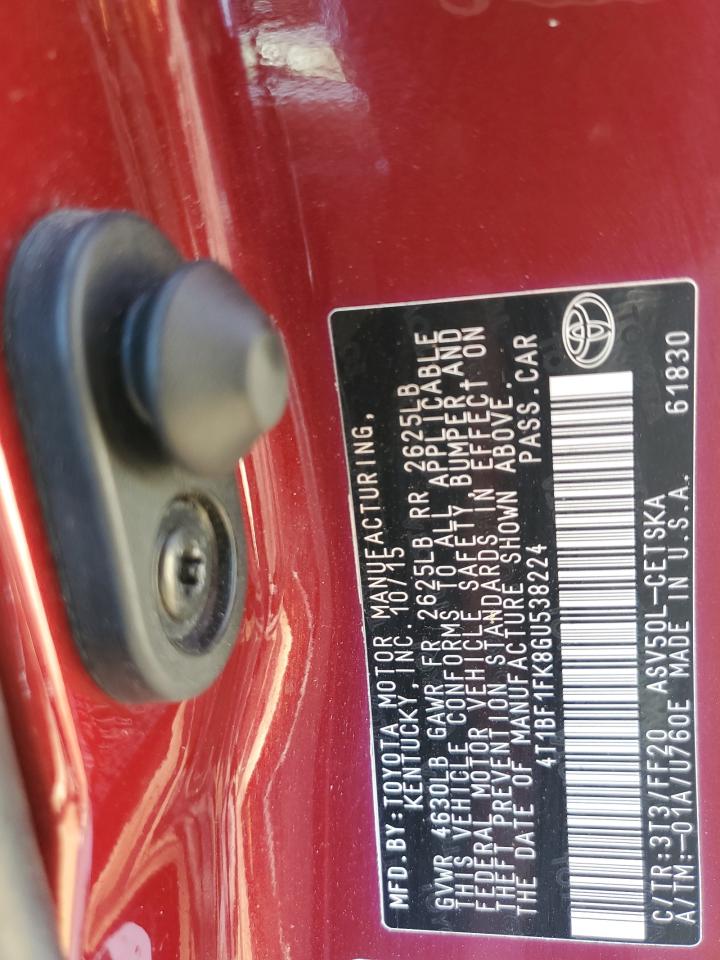 MFD.BY:TOYOTA MOTOR MANUFACTURING,
KENTUCKY, INC. 10/15
GVWR 4630LB GAWR FR 2625LB RR 2625LB
THIS VEHICLE CONFORMS TO ALL APPLICABLE
FEDERAL MOTOR VEHICLE SAFETY, BUMPER, AND
THEFT PREVENTION STANDARDS IN EFFECT ON
THE DATE OF MANUFACTURE SHOWN ABOVE.
4T1BF1FK8GU538224 PASS.CAR
C/TR:3T3/FF20 ASV50L-CETSKA
A/TM:-01A/U760E MADE IN U.S.A. 61830